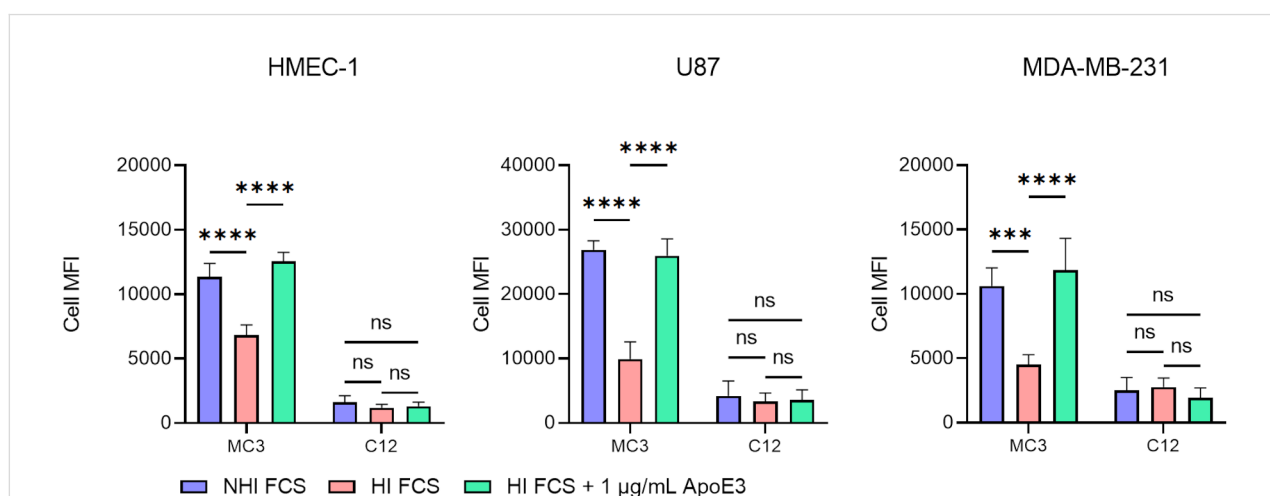 HMEC-1 U87 MDA-MB-231
20000
15000
10000
5000
0
Cell MFI
****
****
ns
ns
ns
MC3 C12
40000
30000
20000
10000
0
Cell MFI
****
****
ns
ns
ns
MC3 C12
20000
15000
10000
5000
0
Cell MFI
****
***
ns
ns
ns
MC3 C12
NHI FCS HI FCS HI FCS + 1 µg/mL ApoE3